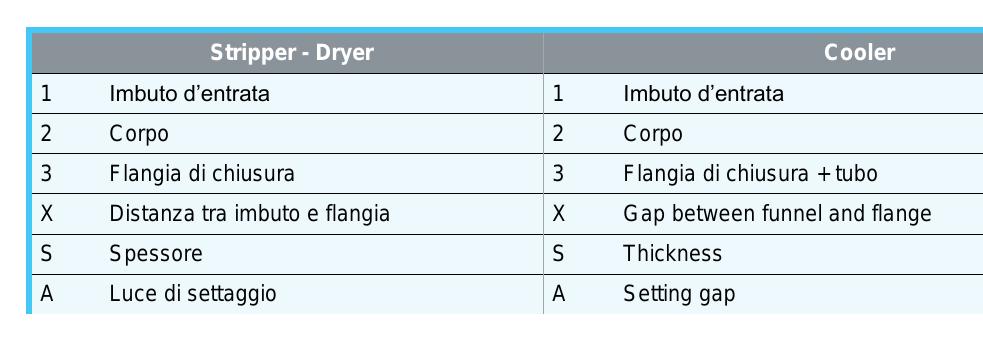 Stripper - Dryer Cooler
1 Imbuto d’entrata 1 Imbuto d’entrata
2 Corpo 2 Corpo
3 Flangia di chiusura 3 Flangia di chiusura + tubo
X Distanza tra imbuto e flangia X Gap between funnel and flange
S Spessore S Thickness
A Luce di settaggio A Setting gap